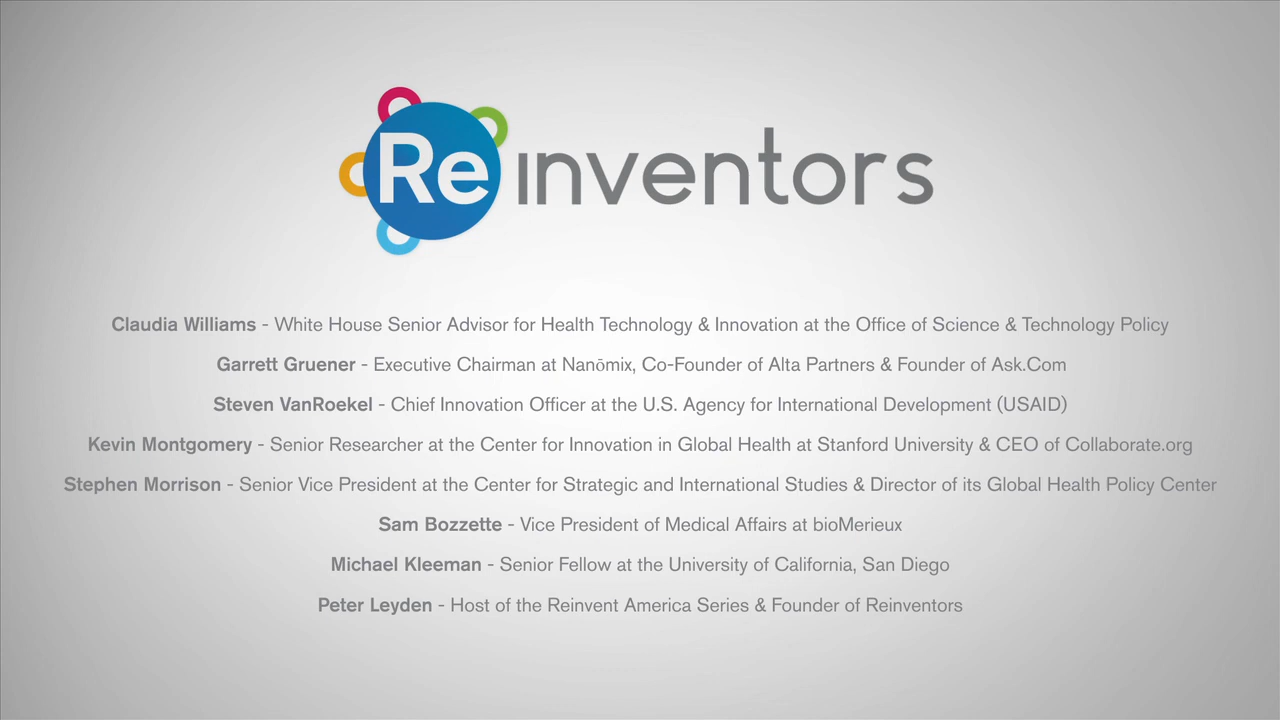 Reinventors
Claudia Williams - White House Senior Advisor for Health Technology & Innovation at the Office of Science & Technology Policy
Garrett Gruener - Executive Chairman at Nanōmix, Co-Founder of Alta Partners & Founder of Ask.Com
Steven VanRoekel - Chief Innovation Officer at the U.S. Agency for International Development (USAID)
Kevin Montgomery - Senior Researcher at the Center for Innovation in Global Health at Stanford University & CEO of Collaborate.org
Stephen Morrison - Senior Vice President at the Center for Strategic and International Studies & Director of its Global Health Policy Center
Sam Bozzette - Vice President of Medical Affairs at bioMerieux
Michael Kleeman - Senior Fellow at the University of California, San Diego
Peter Leyden - Host of the Reinvent America Series & Founder of Reinventors